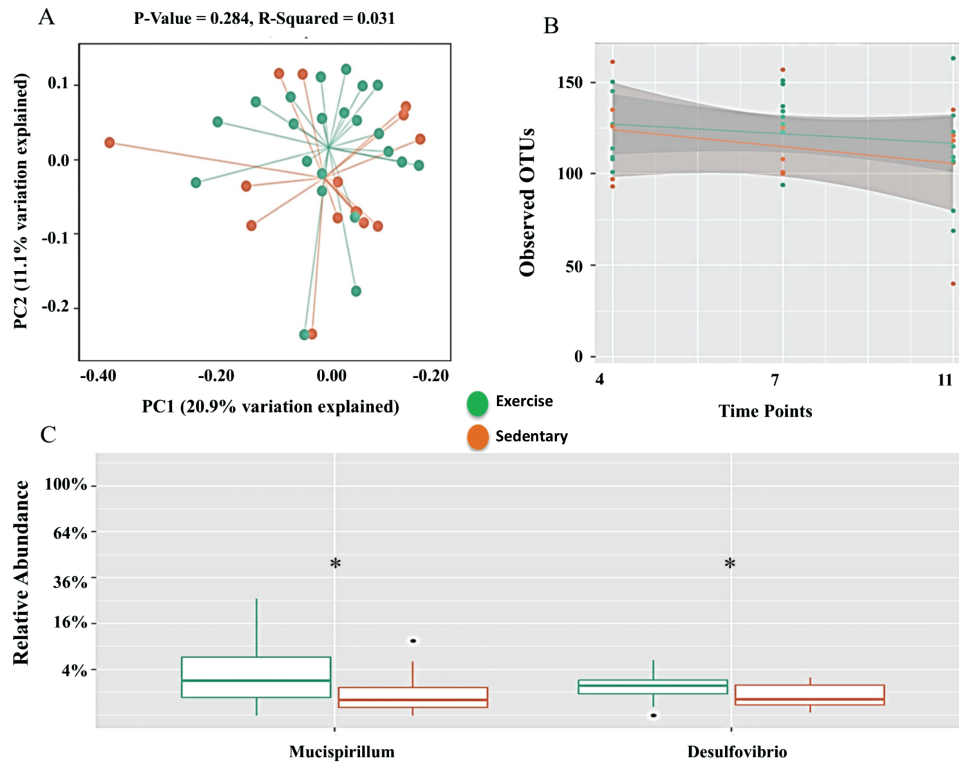 A
P-Value = 0.284, R-Squared = 0.031
PC2 (11.1% variation explained)
0.1
0.0
-0.1
-0.2
-0.40
-0.20
0.00
-0.20
PC1 (20.9% variation explained)
B
Observed OTUs
150
100
50
0
4
7
11
Time Points
Exercise
Sedentary
C
Relative Abundance
100%
64%
36%
16%
4%
*
*
Mucispirillum
Desulfovibrio